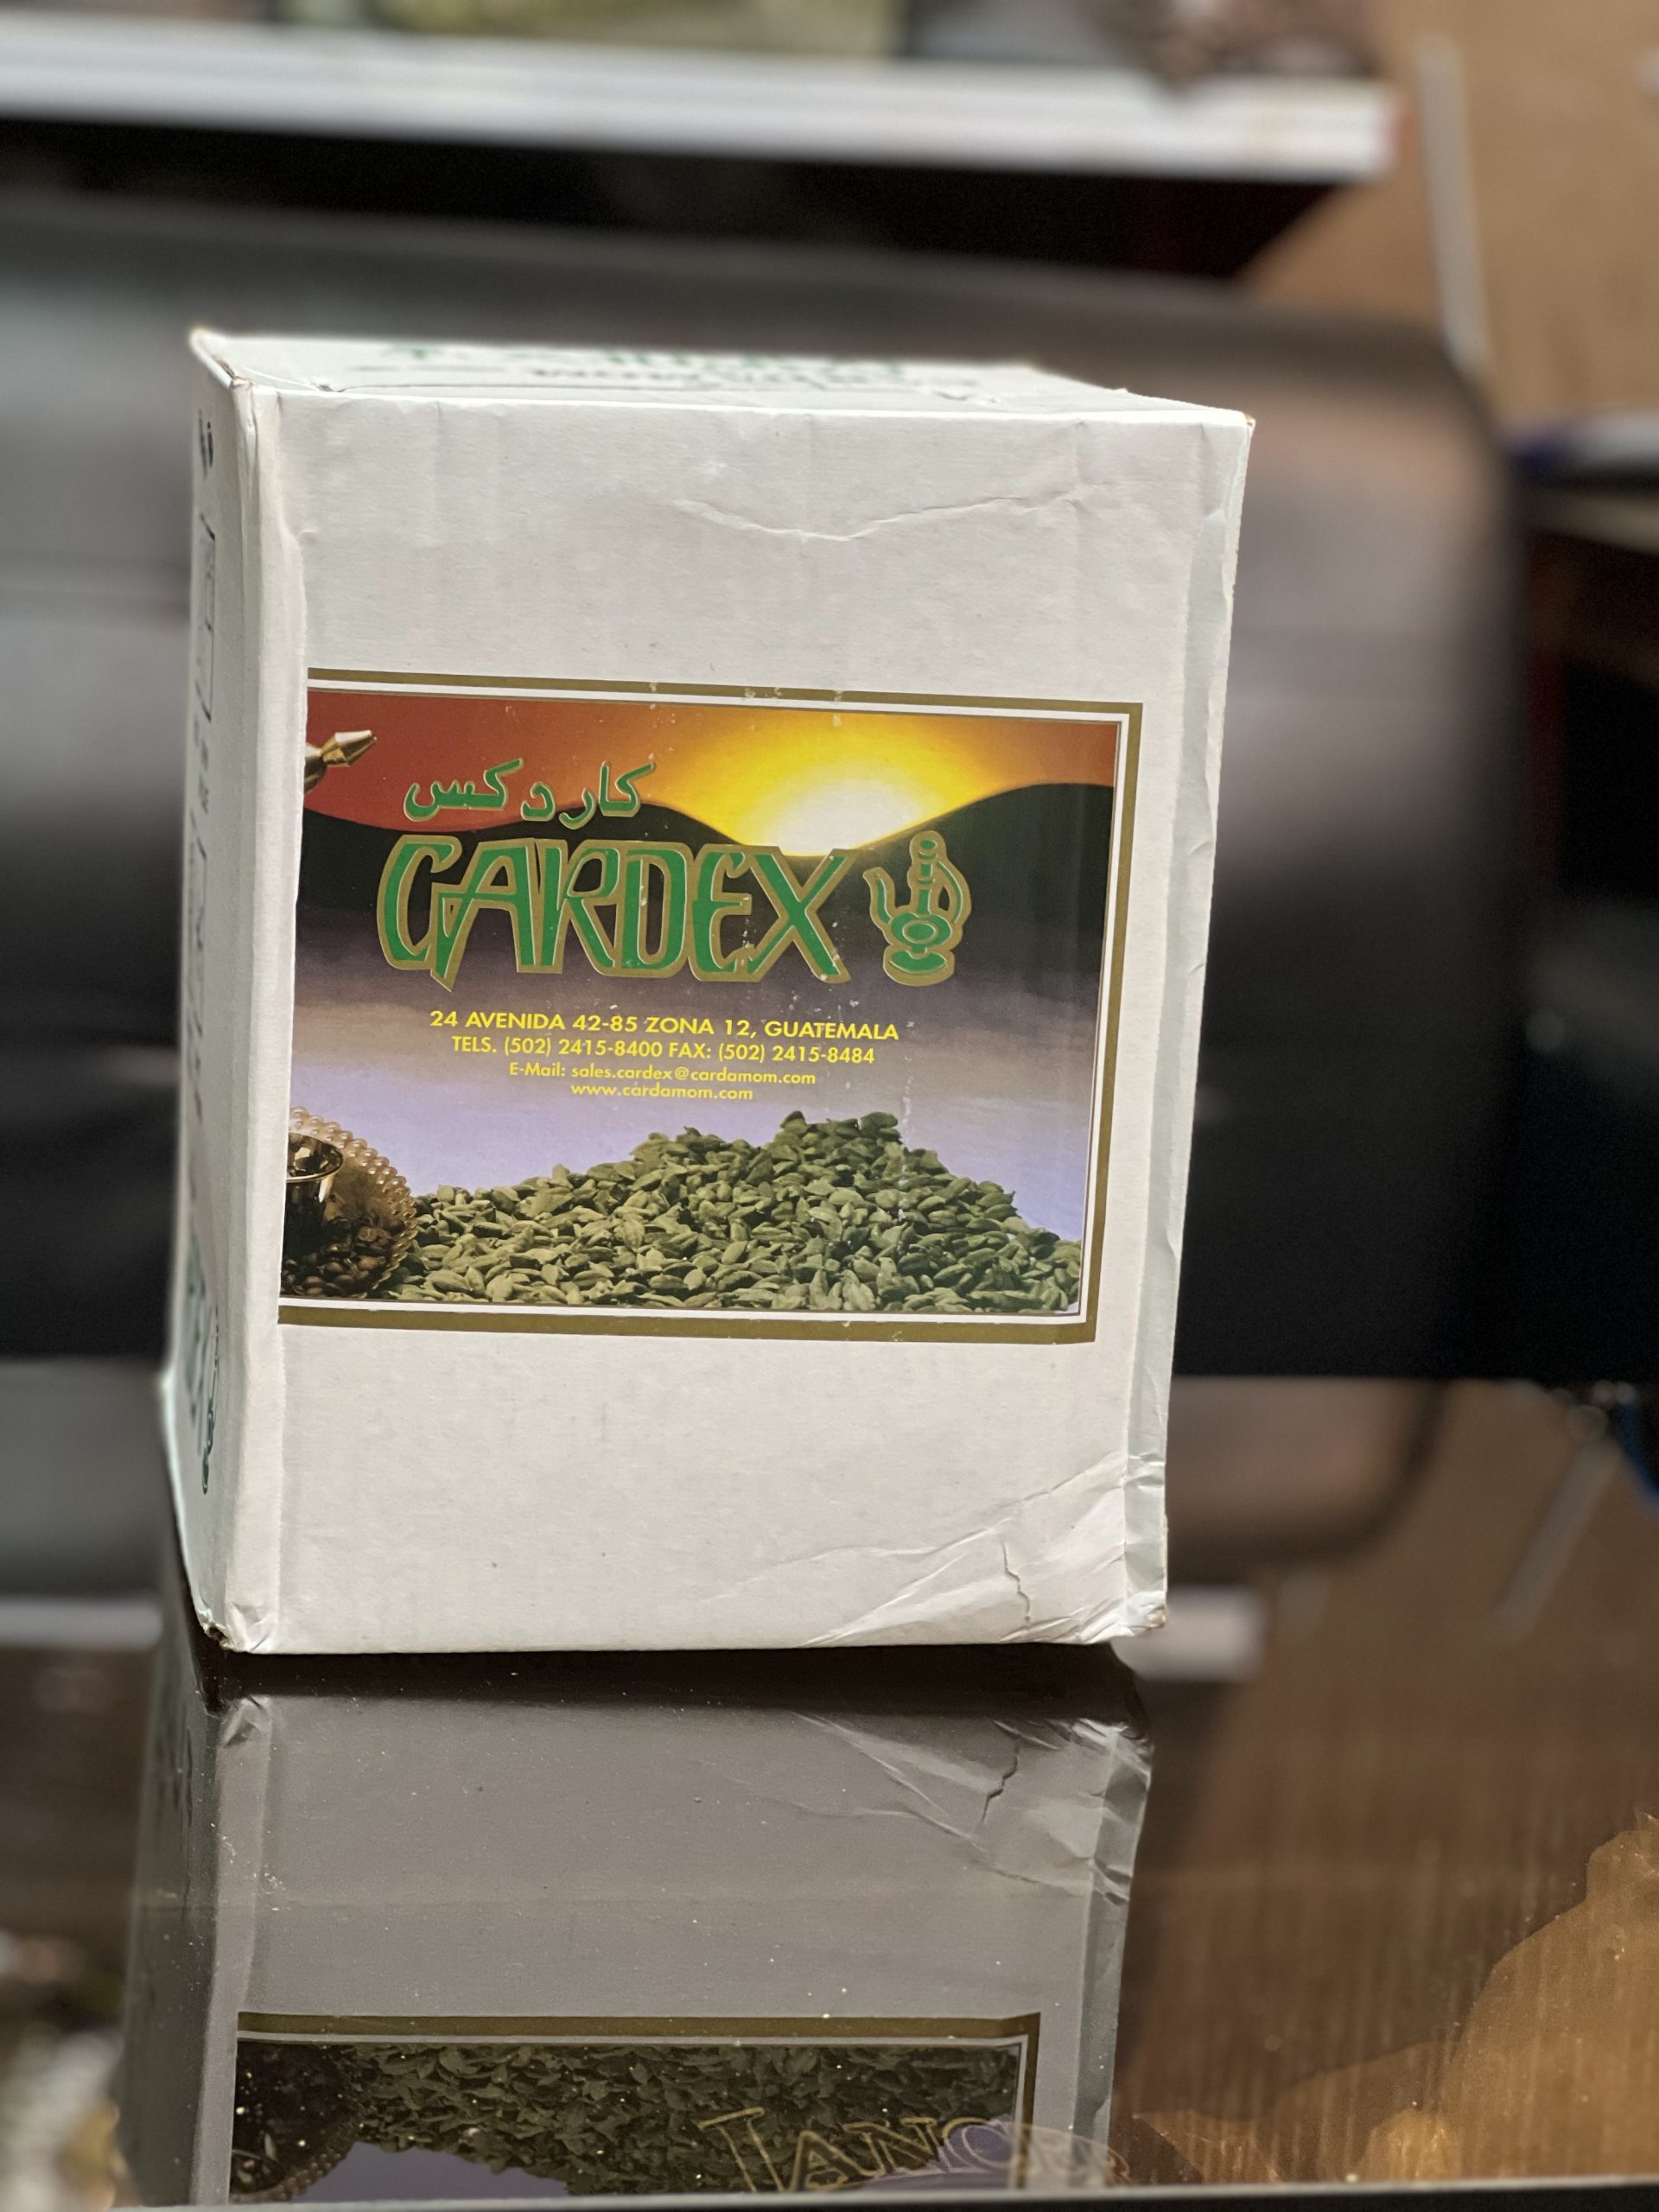 كاردكس
CARDEX
24 AVENIDA 42-85 ZONA 12, GUATEMALA
TELS. (502) 2415-8400 FAX: (502) 2415-8484
E-Mail: sales.cardex@cardamom.com
www.cardamom.com